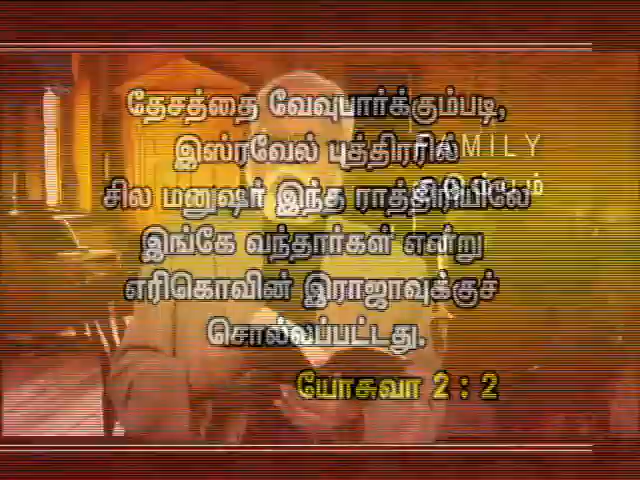 தேசத்தை வேவுபார்க்கும்படி,
இஸ்ரவேல் புத்திரரில்
சில மனுஷர் இந்த ராத்திரியிலே
இங்கே வந்தார்கள் என்று
எரிகொவின் இராஜாவுக்குச்
சொல்லப்பட்டது.
யோசுவா 2 : 2
FAMILY